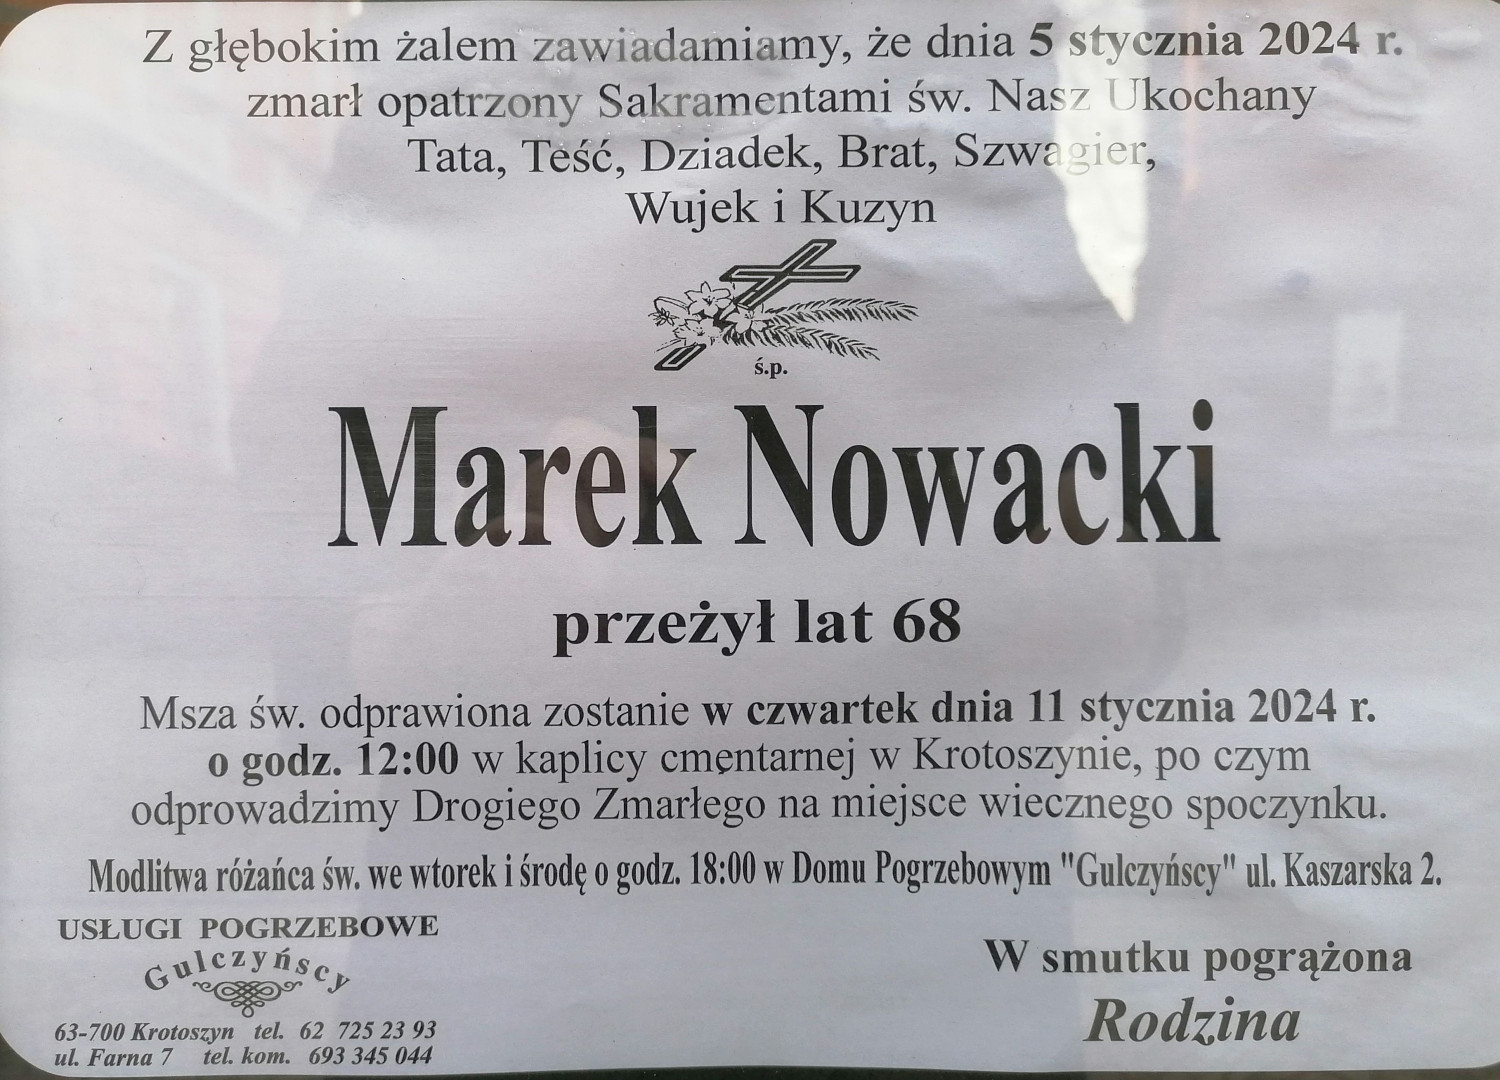 Z głębokim żalem zawiadamiamy, że dnia 5 stycznia 2024 r.
zmarł opatrzony Sakramentami św. Nasz Ukochany
Tata, Teść, Dziadek, Brat, Szwagier,
Wujek i Kuzyn
ś.p.
Marek Nowacki
przeżył lat 68
Msza św. odprawiona zostanie w czwartek dnia 11 stycznia 2024 r.
o godz. 12:00 w kaplicy cmentarnej w Krotoszynie, po czym
odprowadzimy Drogiego Zmarłego na miejsce wiecznego spoczynku.
Modlitwa różańca św. we wtorek i środę o godz. 18:00 w Domu Pogrzebowym "Gulczyńscy" ul. Kaszarska 2.
USŁUGI POGRZEBOWE
Gulczyńscy
63-700 Krotoszyn tel. 62 725 23 93
ul. Farna 7 tel. kom. 693 345 044
W smutku pogrążona
Rodzina